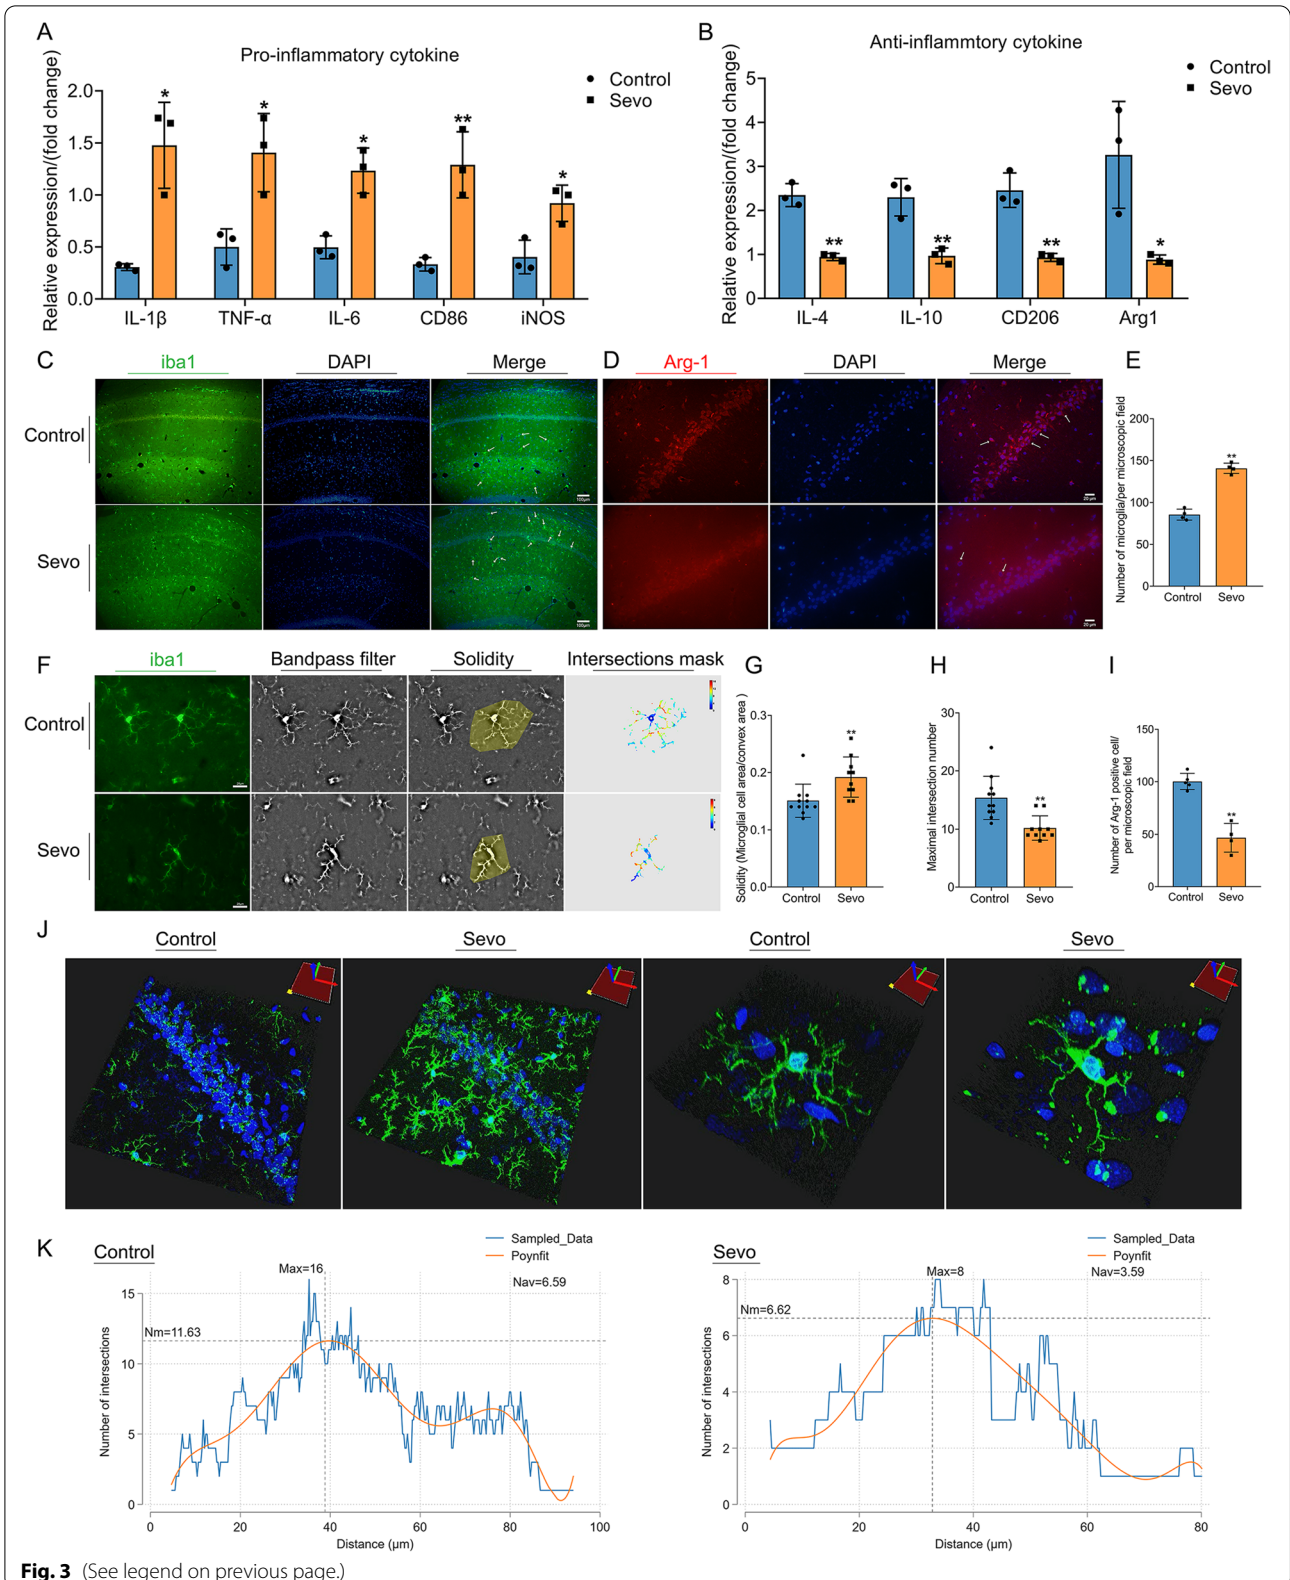 A
Pro-inflammatory cytokine
Control
Sevo
Relative expression/(fold change)
2.0
1.5
1.0
0.5
0.0
*
*
*
**
*
IL-1β TNF-α IL-6 CD86 iNOS
B
Anti-inflammtory cytokine
Control
Sevo
Relative expression/(fold change)
5
4
3
2
1
0
**
**
**
*
IL-4 IL-10 CD206 Arg1
C
iba1 DAPI Merge
Control
Sevo
100µm
100µm
D
Arg-1 DAPI Merge
20 µm
20 µm
E
Number of microglia/per microscopic field
200
150
100
50
0
**
Control Sevo
F
iba1 Bandpass filter Solidity Intersections mask
Control
Sevo
G
Solidity (Microglial cell area/convex area )
0.3
0.2
0.1
0.0
**
Control Sevo
H
Maximal intersection number
30
20
10
0
**
Control Sevo
I
Number of Arg-1 positive cell/
per microscopic field
150
100
50
0
**
Control Sevo
J
Control Sevo Control Sevo
K
Control
Sampled_Data
Poynfit
Max=16
Nav=6.59
Nm=11.63
Number of intersections
15
10
5
0
0 20 40 60 80 100
Distance (µm)
Sevo
Sampled_Data
Poynfit
Max=8
Nav=3.59
Nm=6.62
Number of intersections
8
6
4
2
0
0 20 40 60 80
Distance (µm)
Fig. 3 (See legend on previous page.)